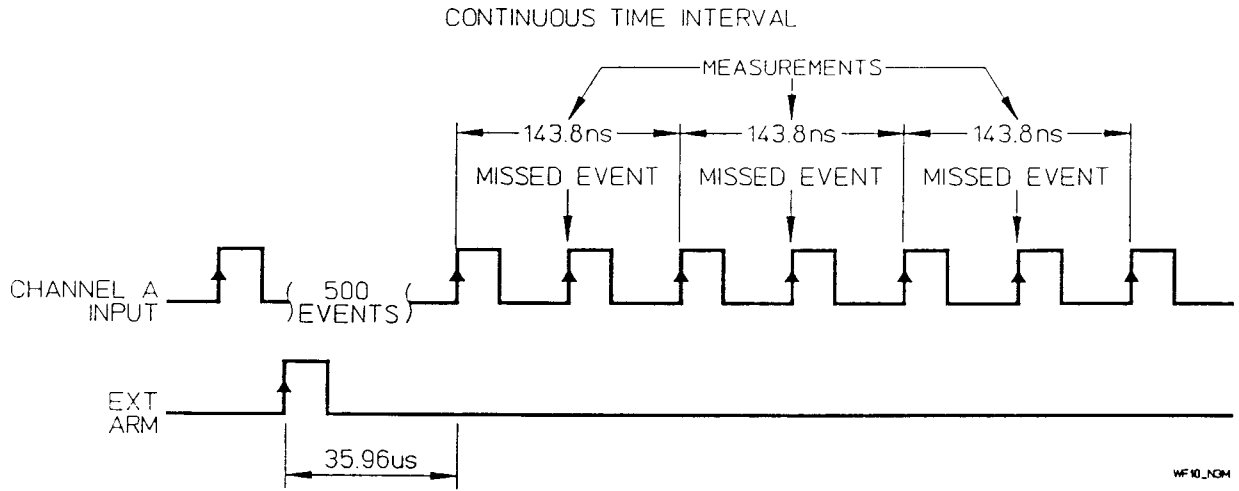 CONTINUOUS TIME INTERVAL
MEASUREMENTS
143.8ns 143.8ns 143.8ns
MISSED EVENT MISSED EVENT MISSED EVENT
CHANNEL A
INPUT
( 500
)EVENTS(
EXT
ARM
35.96us
WF10_N3M